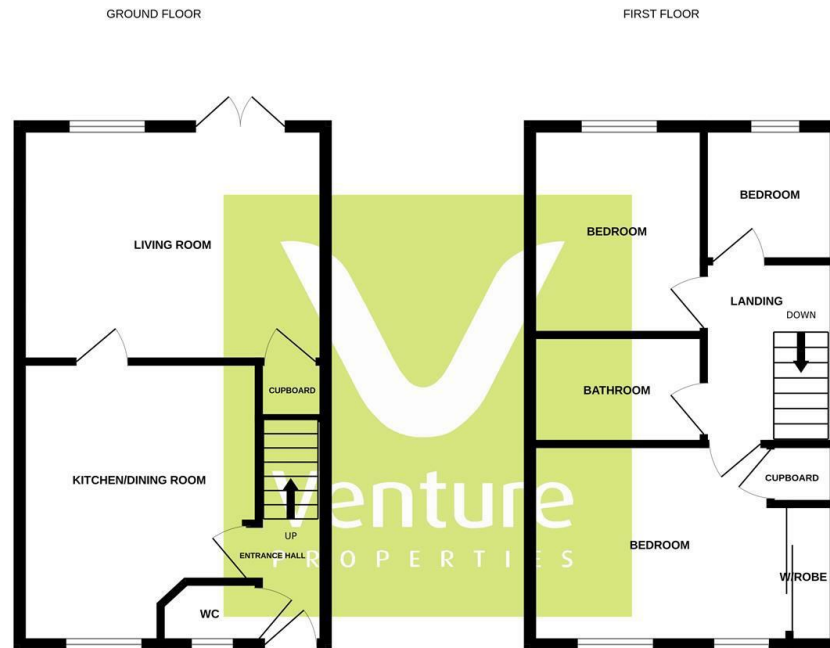 GROUND FLOOR
FIRST FLOOR
LIVING ROOM
CUPBOARD
KITCHEN/DINING ROOM
UP
ENTRANCE HALL
WC
BEDROOM
BEDROOM
LANDING
DOWN
BATHROOM
CUPBOARD
BEDROOM
W/ROBE
Venture
PROPERTIES